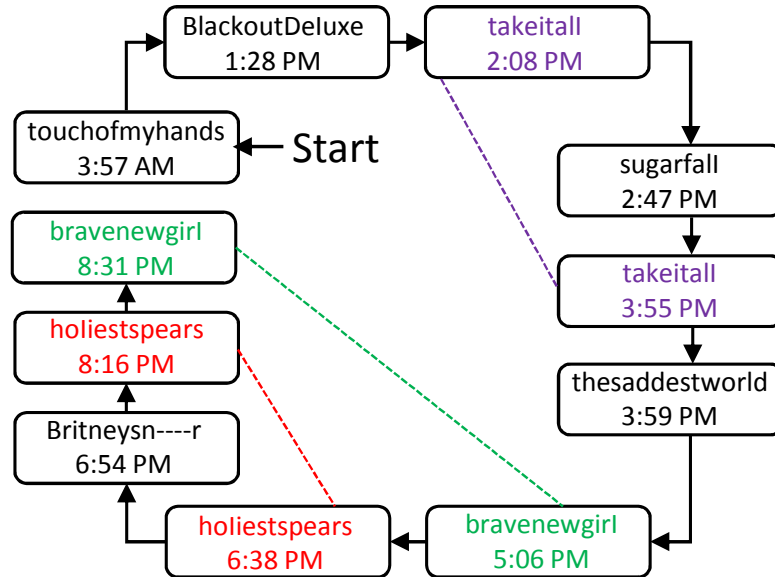 touchofmyhands
3:57 AM
Start
BlackoutDeluxe
1:28 PM
takeitall
2:08 PM
sugarfall
2:47 PM
takeitall
3:55 PM
thesaddestworld
3:59 PM
bravenewgirl
5:06 PM
holiestspears
6:38 PM
Britneysn----r
6:54 PM
holiestspears
8:16 PM
bravenewgirl
8:31 PM